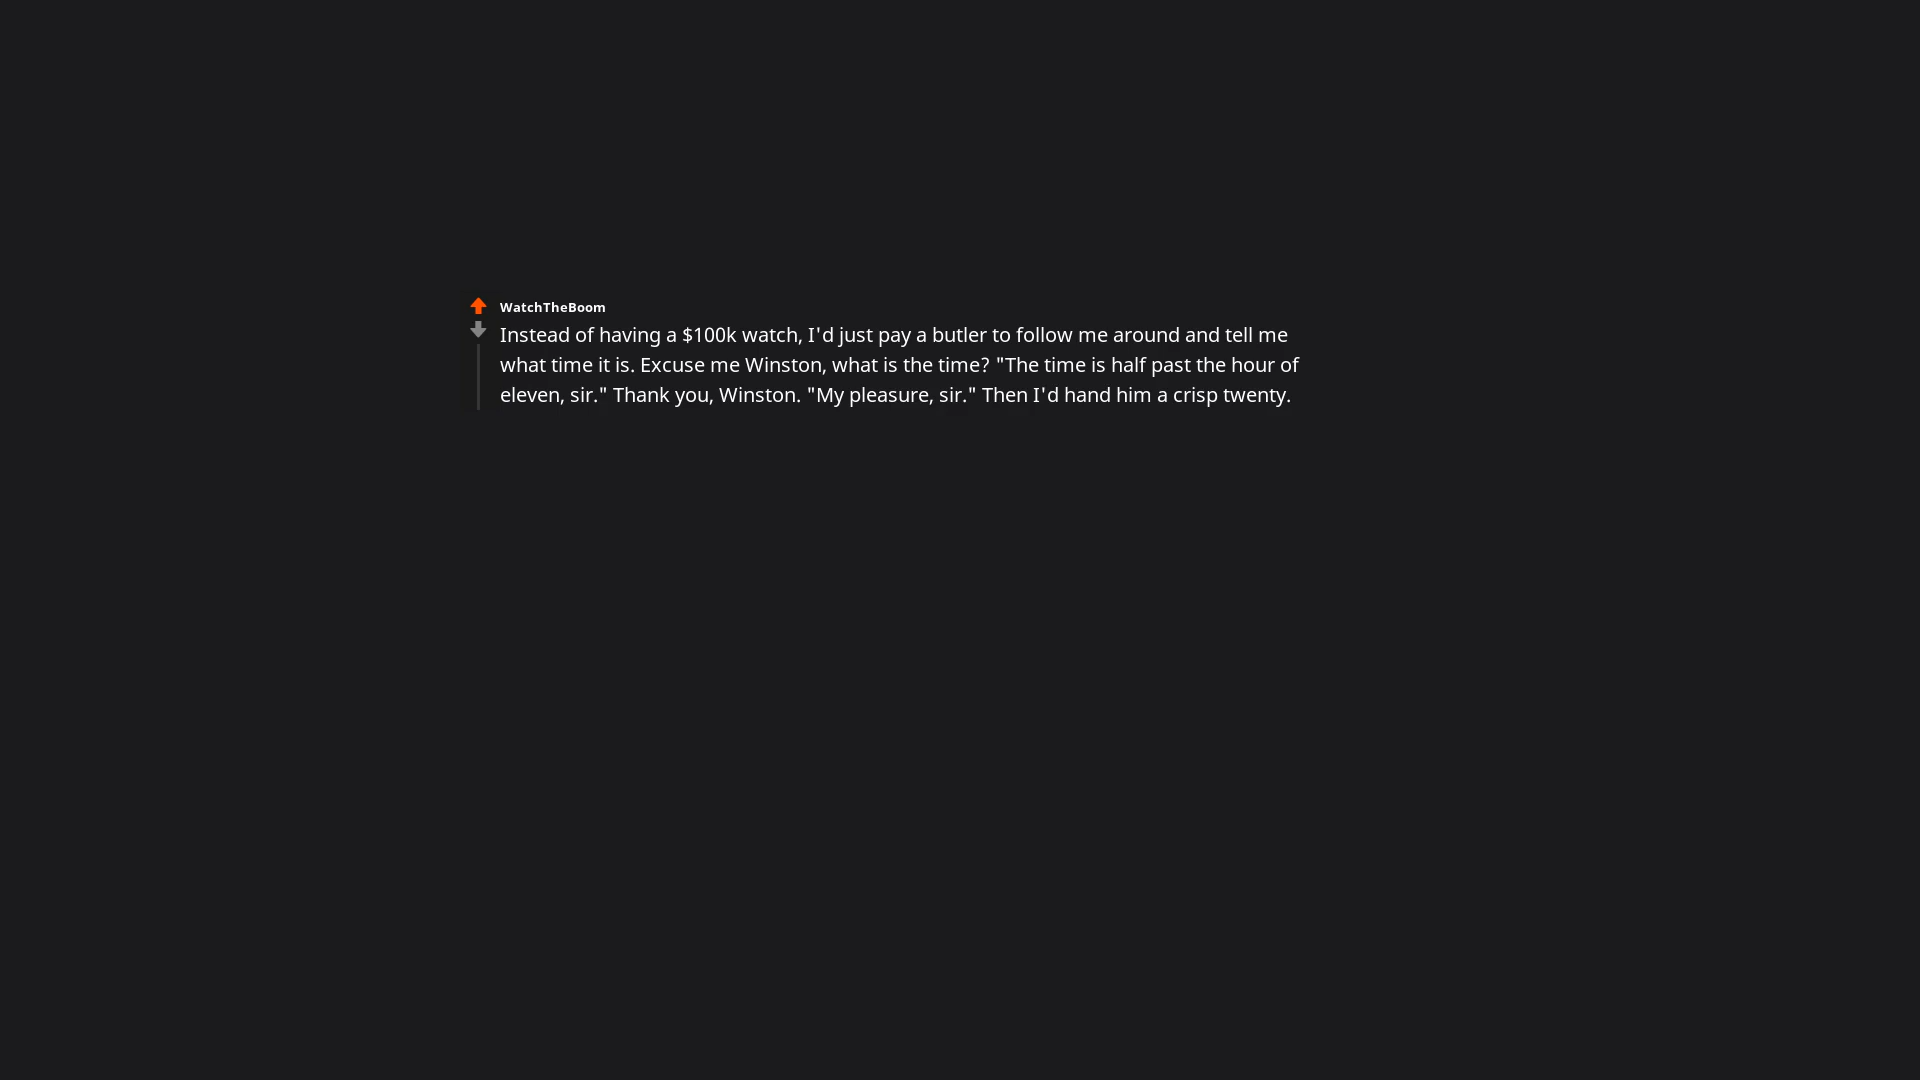 WatchTheBoom
Instead of having a $100k watch, I'd just pay a butler to follow me around and tell me
what time it is. Excuse me Winston, what is the time? "The time is half past the hour of
eleven, sir." Thank you, Winston. "My pleasure, sir." Then I'd hand him a crisp twenty.